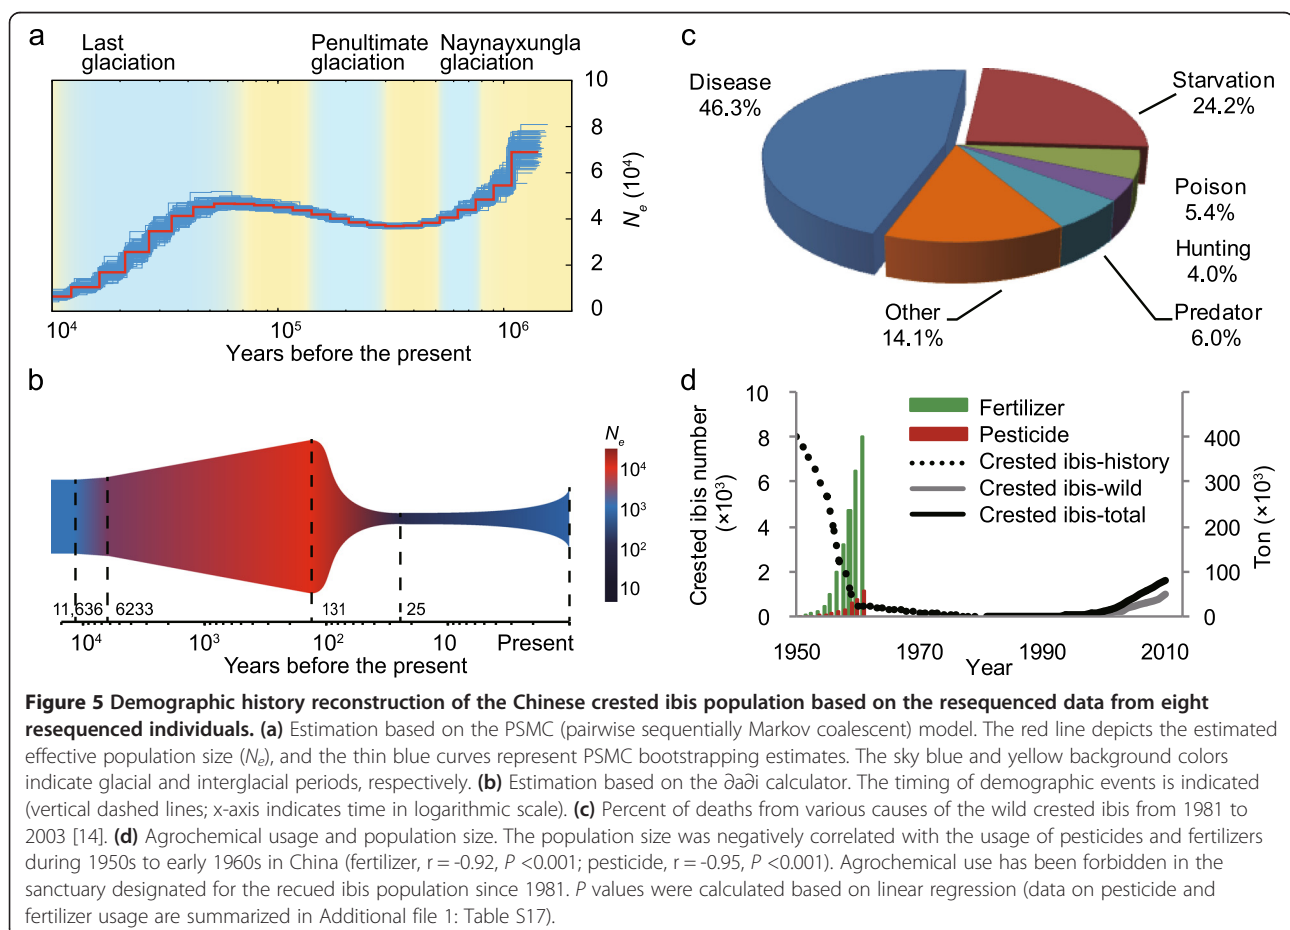 a
Last
glaciation
Penultimate
glaciation
Naynayxungla
glaciation
10
8
6
4
2
0
Ne (10⁴)
10⁴
10⁵
10⁶
Years before the present
b
Ne
10⁴
10³
10²
10
11,636
6233
131
25
10⁴
10³
10²
10
Present
Years before the present
c
Disease
46.3%
Starvation
24.2%
Poison
5.4%
Hunting
4.0%
Predator
6.0%
Other
14.1%
d
Crested ibis number
(×10³)
10
8
6
4
2
0
Fertilizer
Pesticide
Crested ibis-history
Crested ibis-wild
Crested ibis-total
400
300
200
100
0
Ton (×10³)
1950
1970
1990
2010
Year
Figure 5 Demographic history reconstruction of the Chinese crested ibis population based on the resequenced data from eight
resequenced individuals. (a) Estimation based on the PSMC (pairwise sequentially Markov coalescent) model. The red line depicts the estimated
effective population size (Ne), and the thin blue curves represent PSMC bootstrapping estimates. The sky blue and yellow background colors
indicate glacial and interglacial periods, respectively. (b) Estimation based on the ∂a∂i calculator. The timing of demographic events is indicated
(vertical dashed lines; x-axis indicates time in logarithmic scale). (c) Percent of deaths from various causes of the wild crested ibis from 1981 to
2003 [14]. (d) Agrochemical usage and population size. The population size was negatively correlated with the usage of pesticides and fertilizers
during 1950s to early 1960s in China (fertilizer, r = -0.92, P <0.001; pesticide, r = -0.95, P <0.001). Agrochemical use has been forbidden in the
sanctuary designated for the recued ibis population since 1981. P values were calculated based on linear regression (data on pesticide and
fertilizer usage are summarized in Additional file 1: Table S17).